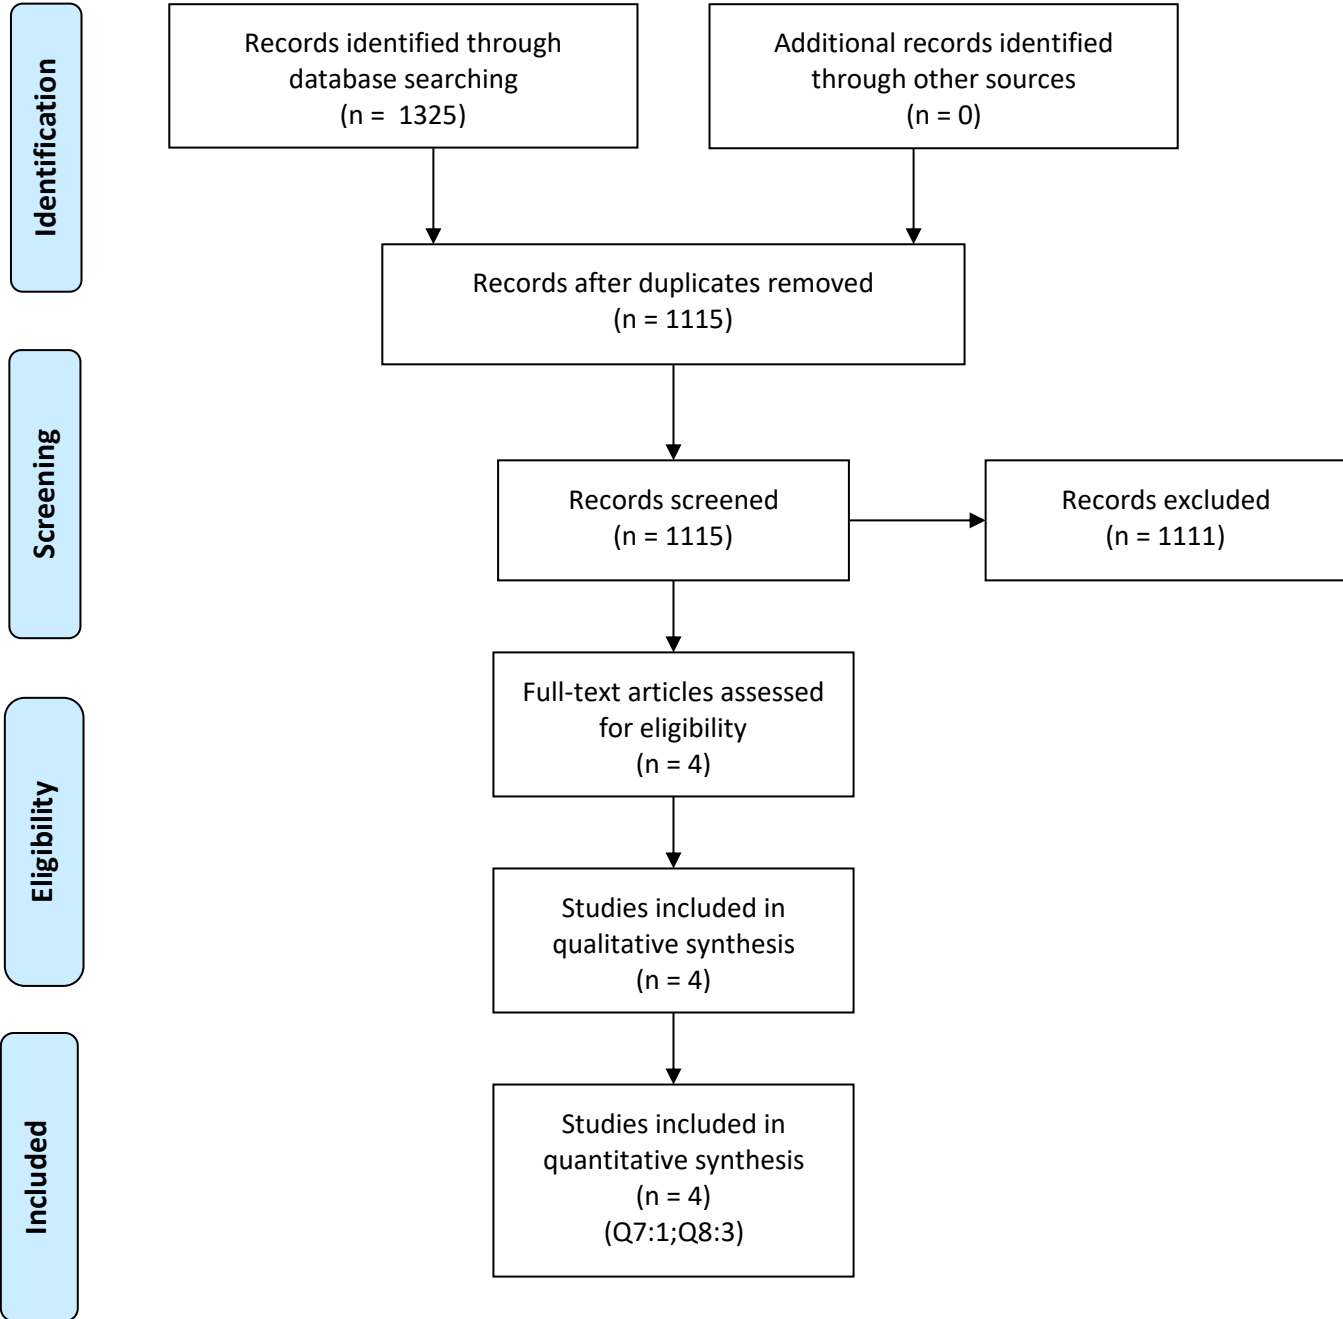 Identification
Records identified through
database searching
(n =  1325)
Additional records identified
through other sources
(n = 0)
Records after duplicates removed
(n = 1115)
Screening
Records screened
(n = 1115)
Records excluded
(n = 1111)
Eligibility
Full-text articles assessed
for eligibility
(n = 4)
Studies included in
qualitative synthesis
(n = 4)
Included
Studies included in
quantitative synthesis
(n = 4)
(Q7:1;Q8:3)